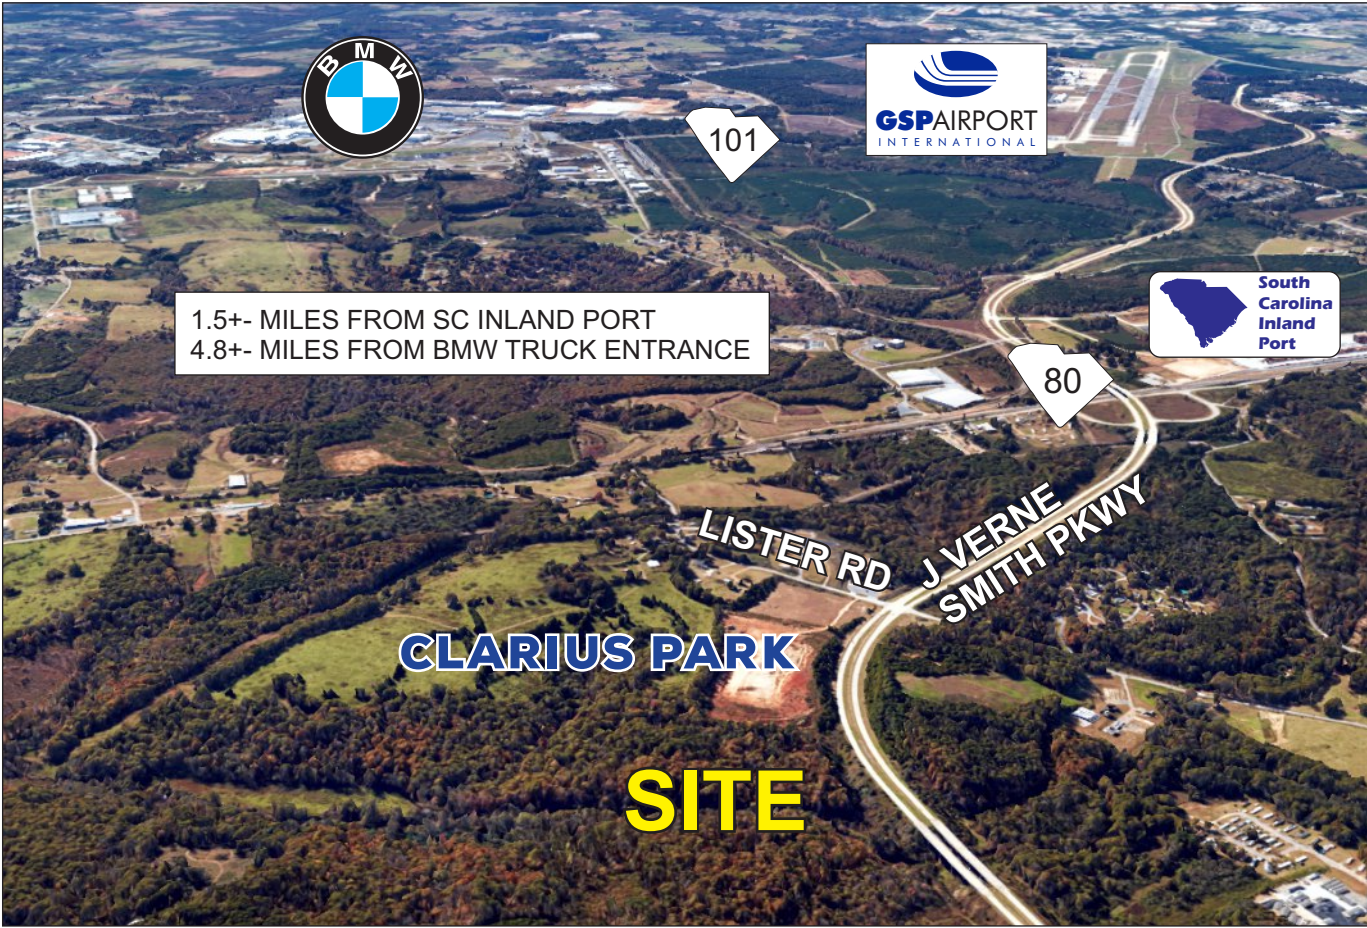 BMW
101
GSPAIRPORT
INTERNATIONAL
South
Carolina
Inland
Port
1.5+- MILES FROM SC INLAND PORT
4.8+- MILES FROM BMW TRUCK ENTRANCE
80
LISTER RD
J VERNE
SMITH PKWY
CLARIUS PARK
SITE